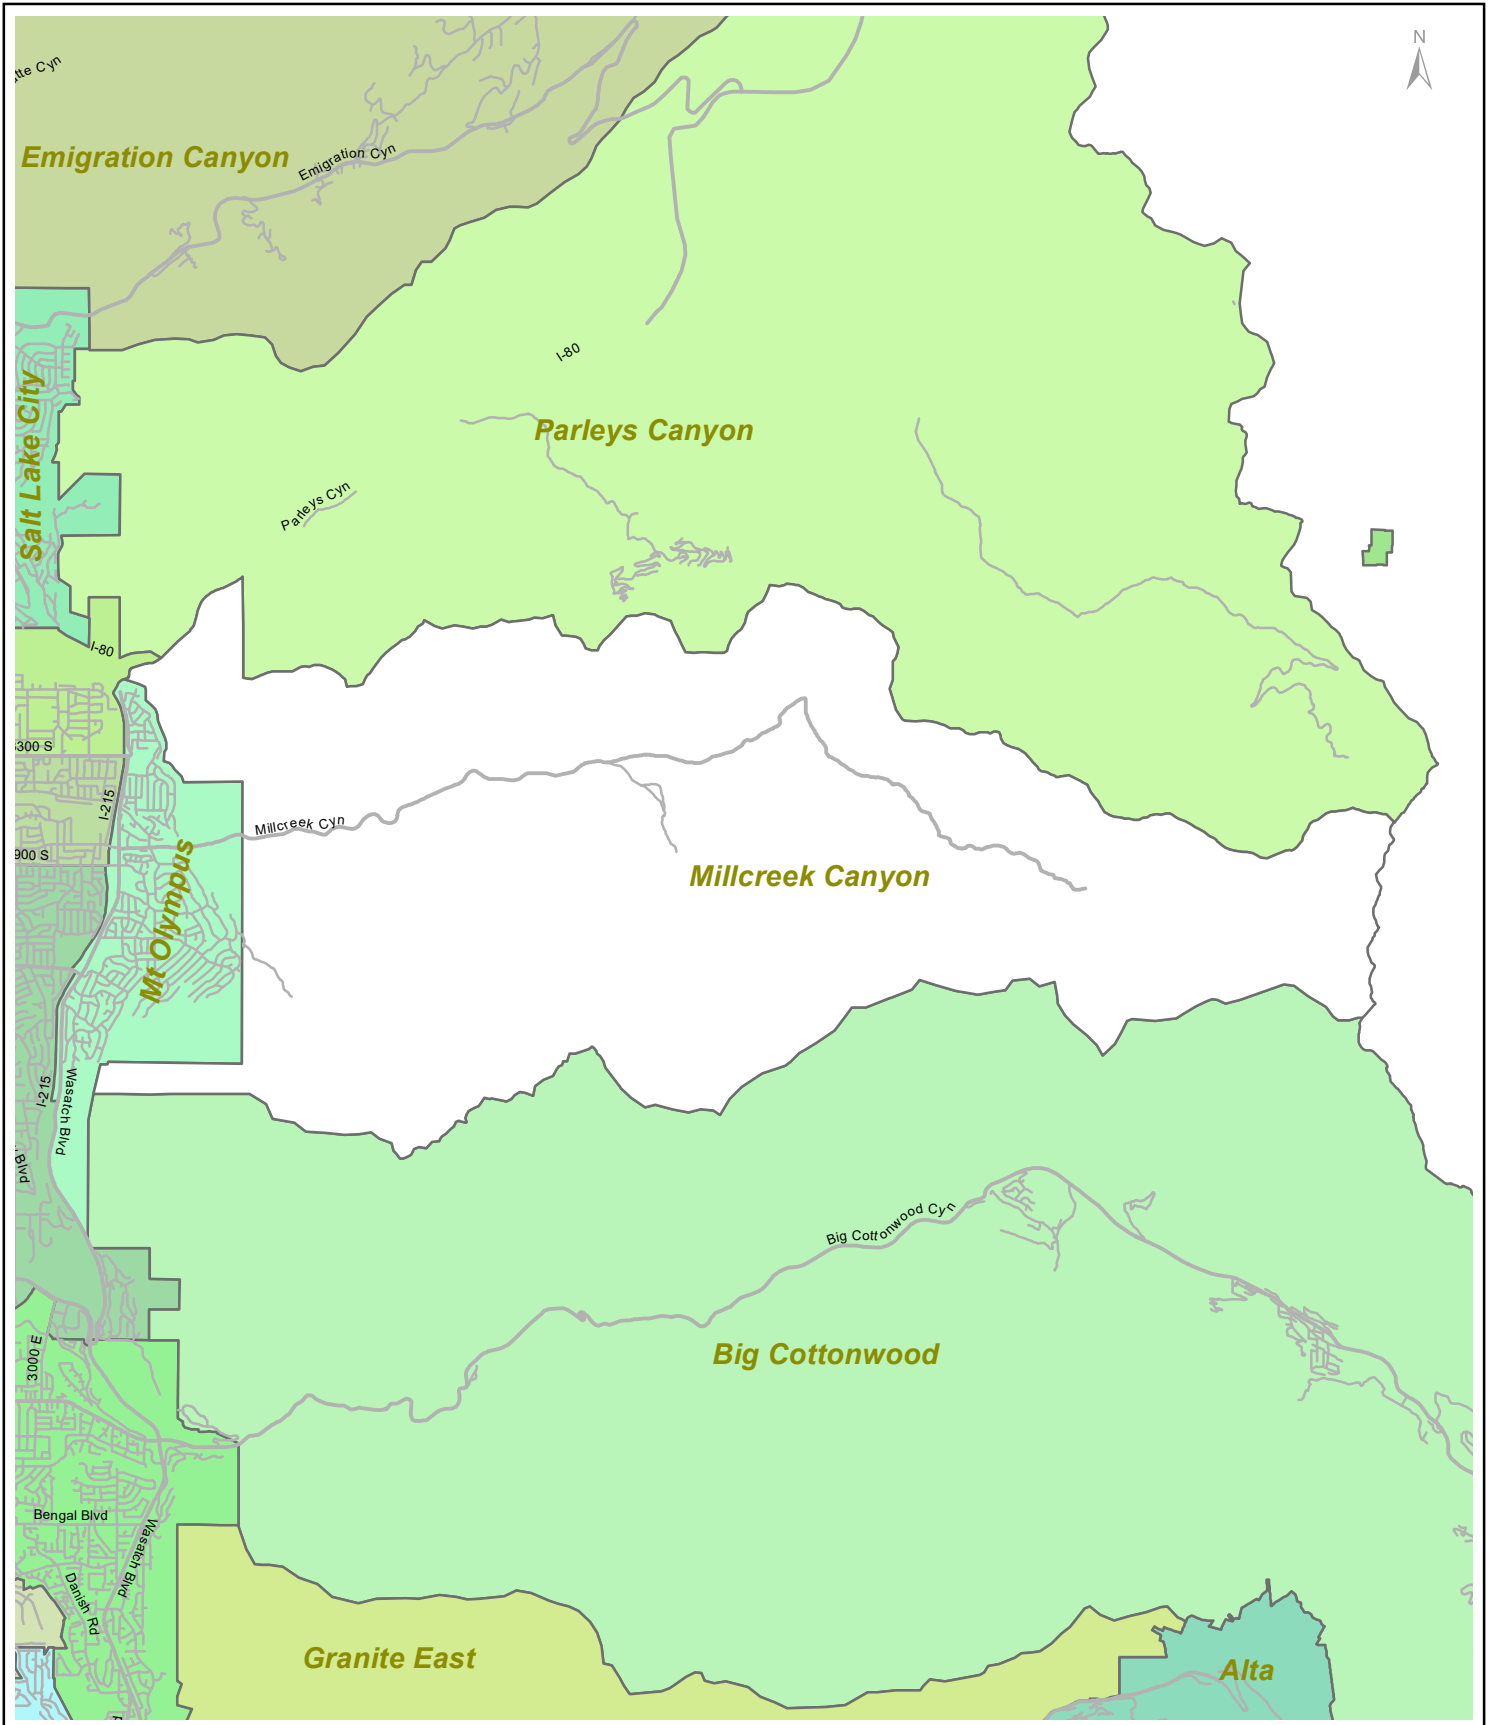 N
Emigration Canyon
Emigration Cyn
I-80
Salt Lake City
Parleys Canyon
Parleys Cyn
I-80
I-215
Millcreek Cyn
900 S
Mt Olympus
Millcreek Canyon
I-215
Wasatch Blvd
Blvd
Big Cottonwood Cyn
3000 E
Big Cottonwood
Bengal Blvd
Wasatch Blvd
Danish Rd
Granite East
Alta